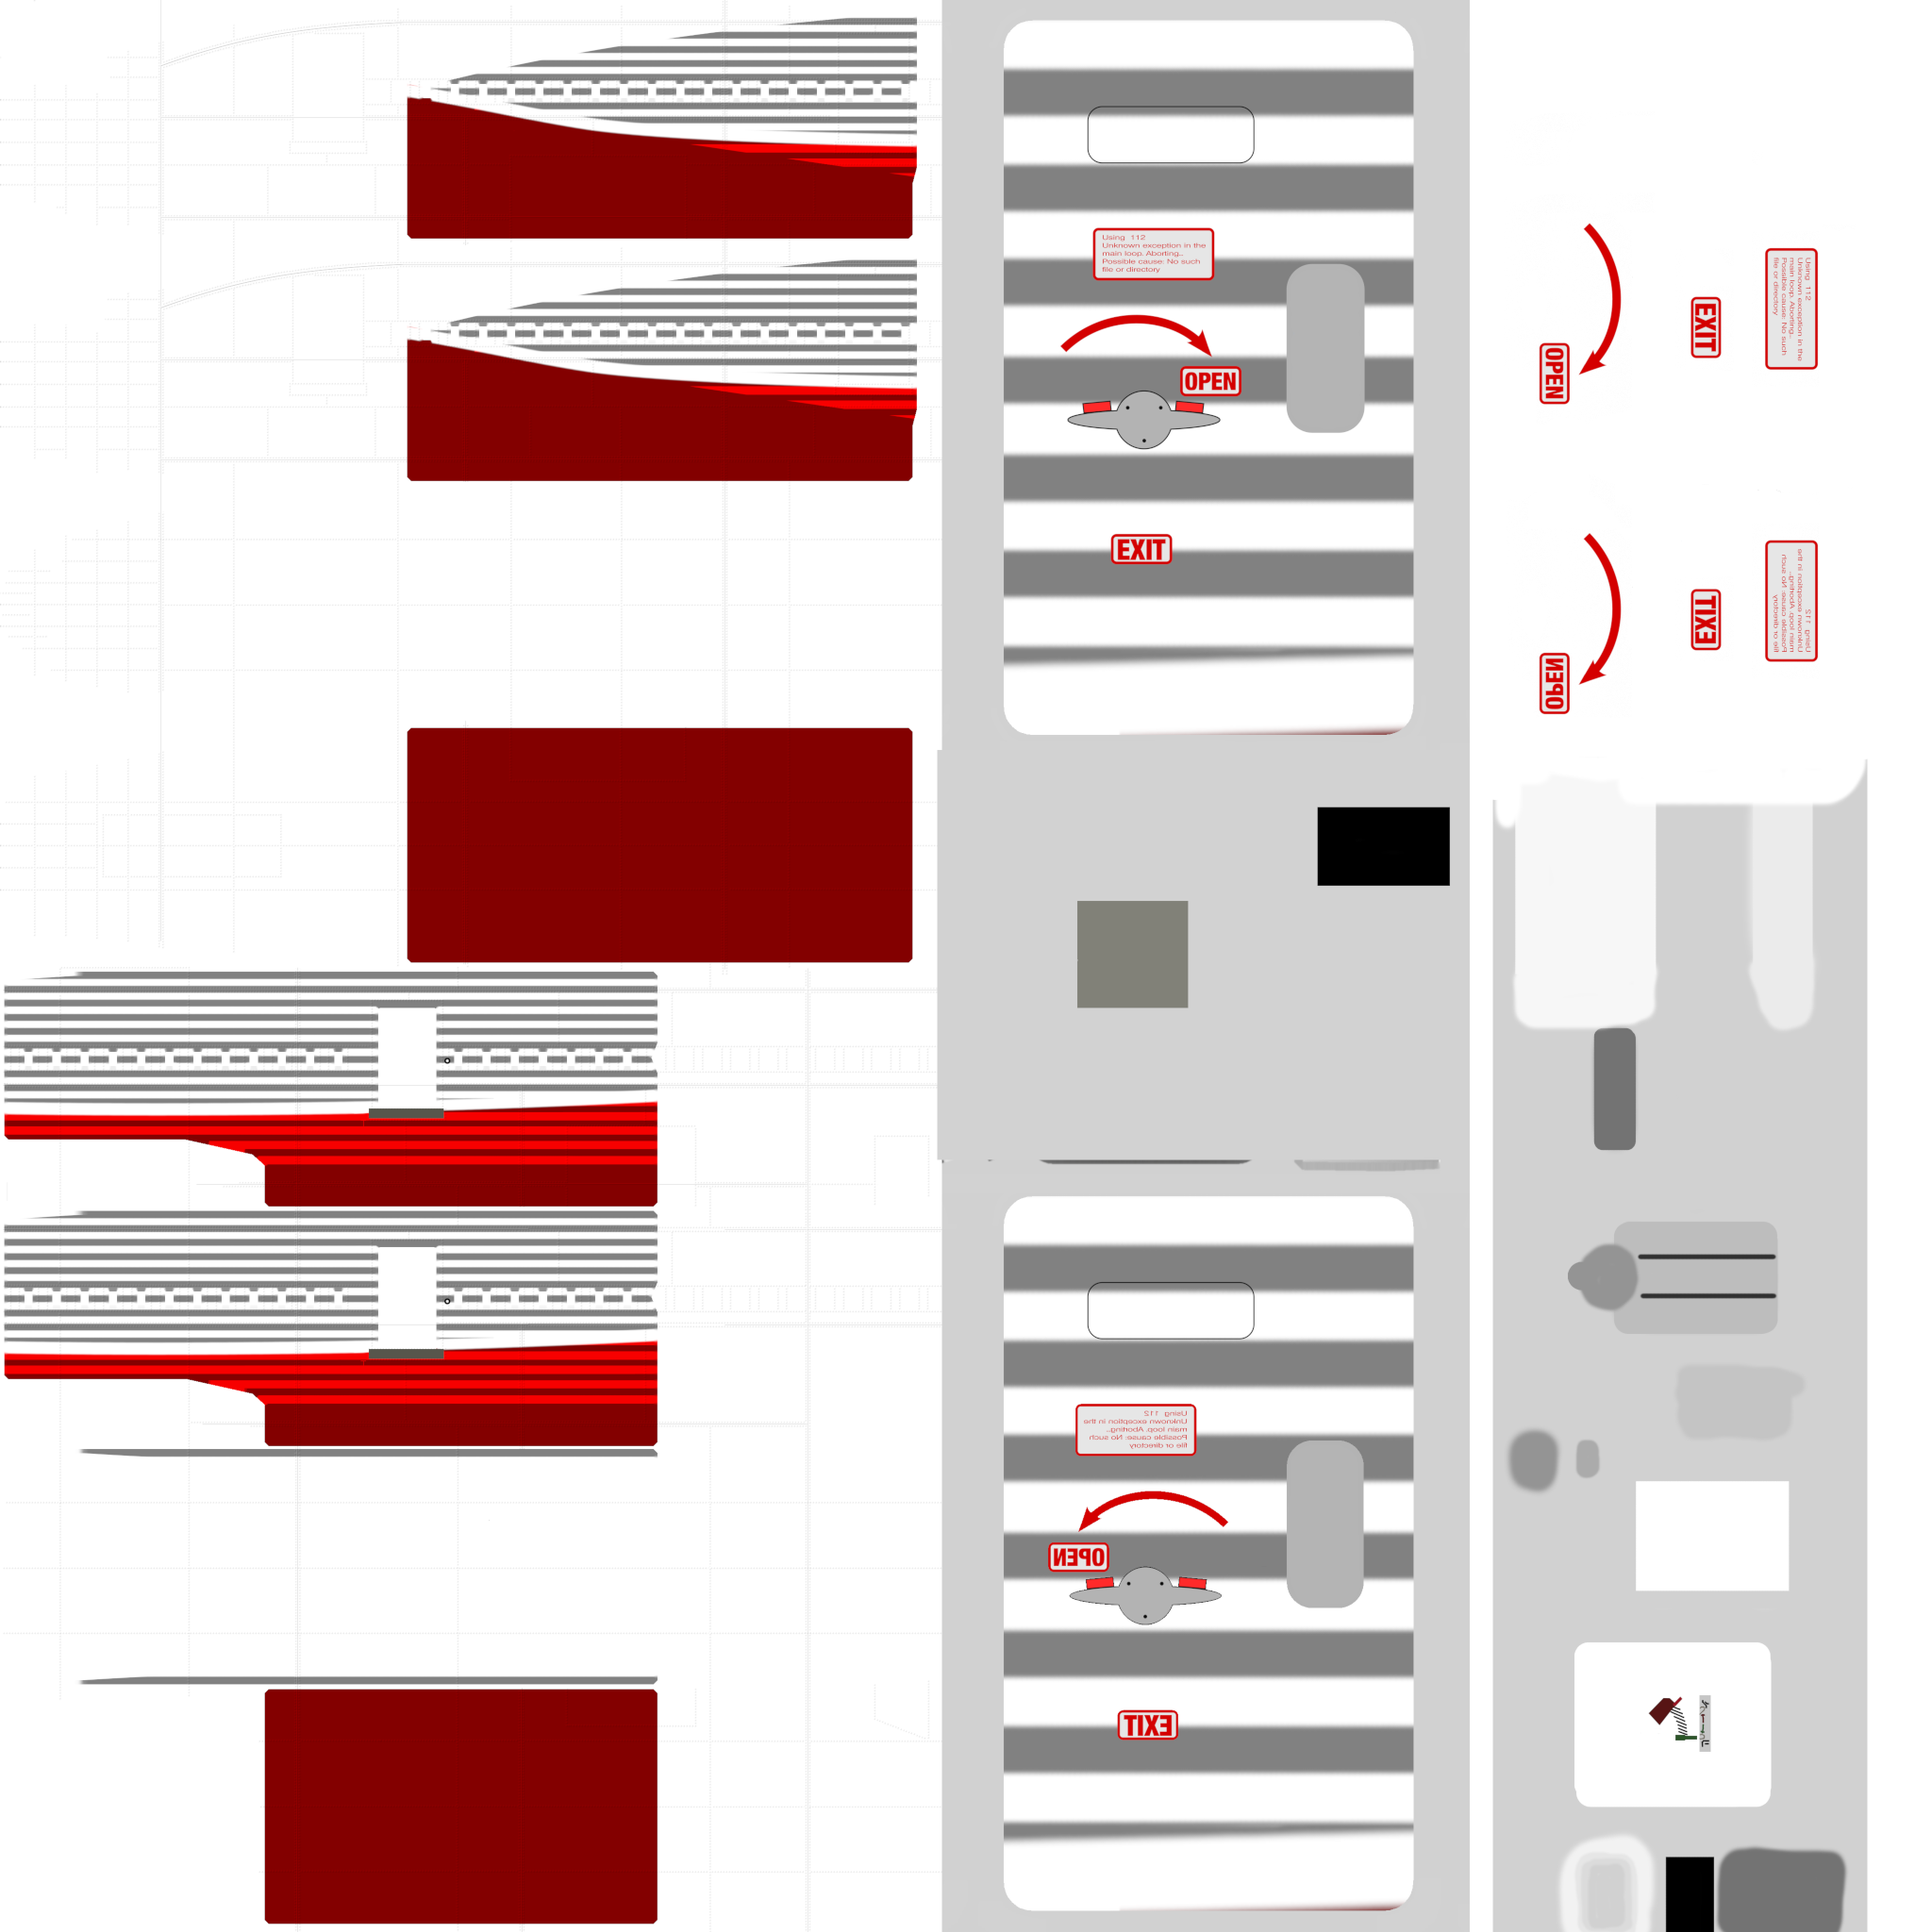 Using 112
Unknown exception in the
main loop. Aborting...
Possible cause: No such
file or directory
OPEN
EXIT
OPEN
EXIT
Using 112
Unknown exception in the
main loop. Aborting...
Possible cause: No such
file or directory
OPEN
EXIT
Using 112
Unknown exception in the
main loop. Aborting...
Possible cause: No such
file or directory
Using 112
Unknown exception in the
main loop. Aborting...
Possible cause: No such
file or directory
OPEN
EXIT